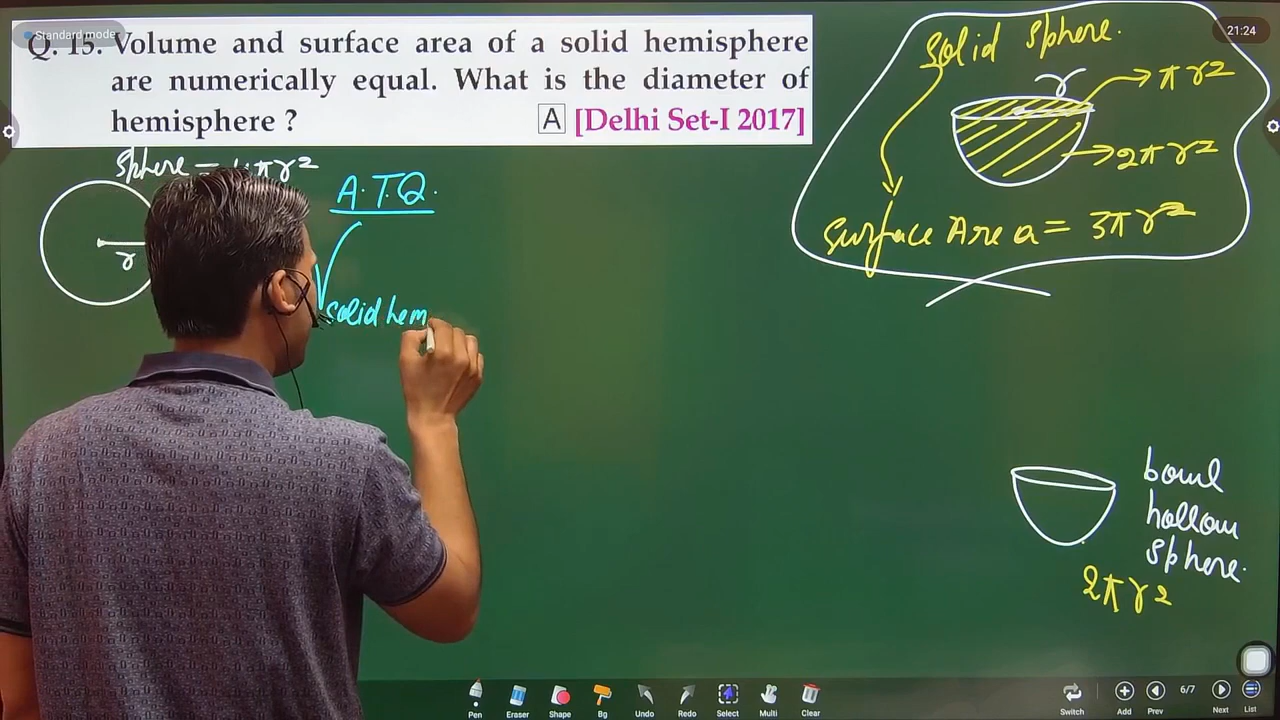 Standard mode
Q. 15. Volume and surface area of a solid hemisphere
are numerically equal. What is the diameter of
hemisphere ?
A [Delhi Set-I 2017]
Sphere = 4πr²
r
A.T.Q.
V
solid hem
21:24
Solid Sphere.
r
πr²
2πr²
Surface Area = 3πr²
bowl
hollow
Sphere.
2πr²
Pen
Eraser
Shape
Bg
Undo
Redo
Select
Multi
Clear
Switch
Add
Prev
6/7
Next
List